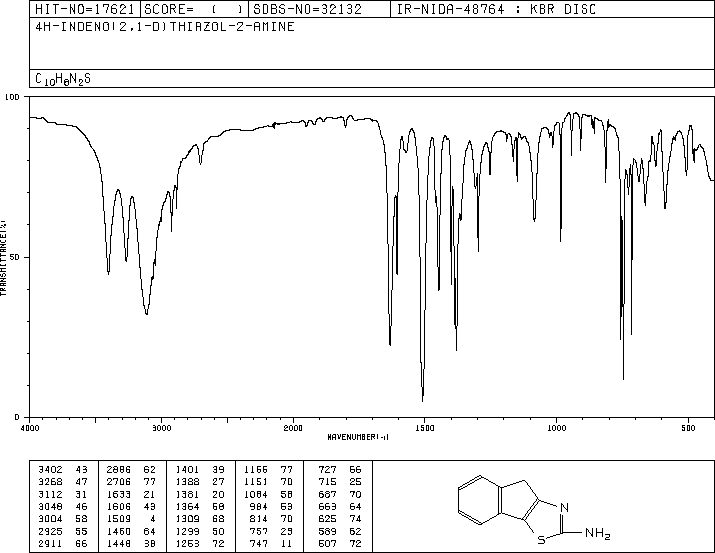 HIT-NO=17621 SCORE= ( ) SDBS-NO=32132 IR-NIDA-48764 : KBR DISC
4H-INDENO(2,1-D)THIAZOL-2-AMINE
C10H8N2S
100
50
0
TRANSMITTANCE(%)
4000 3000 2000 1500 1000 500
WAVENUMBER(-1)
3402 43 2886 62 1401 39 1166 77 727 66
3268 47 2706 77 1388 27 1151 70 715 25
3112 31 1633 21 1381 20 1084 58 687 70
3048 46 1606 43 1364 58 984 53 663 64
3004 58 1509 4 1309 68 814 70 625 74
2925 55 1460 64 1299 50 757 23 589 62
2911 66 1448 38 1253 72 747 11 507 72
N
S
NH2